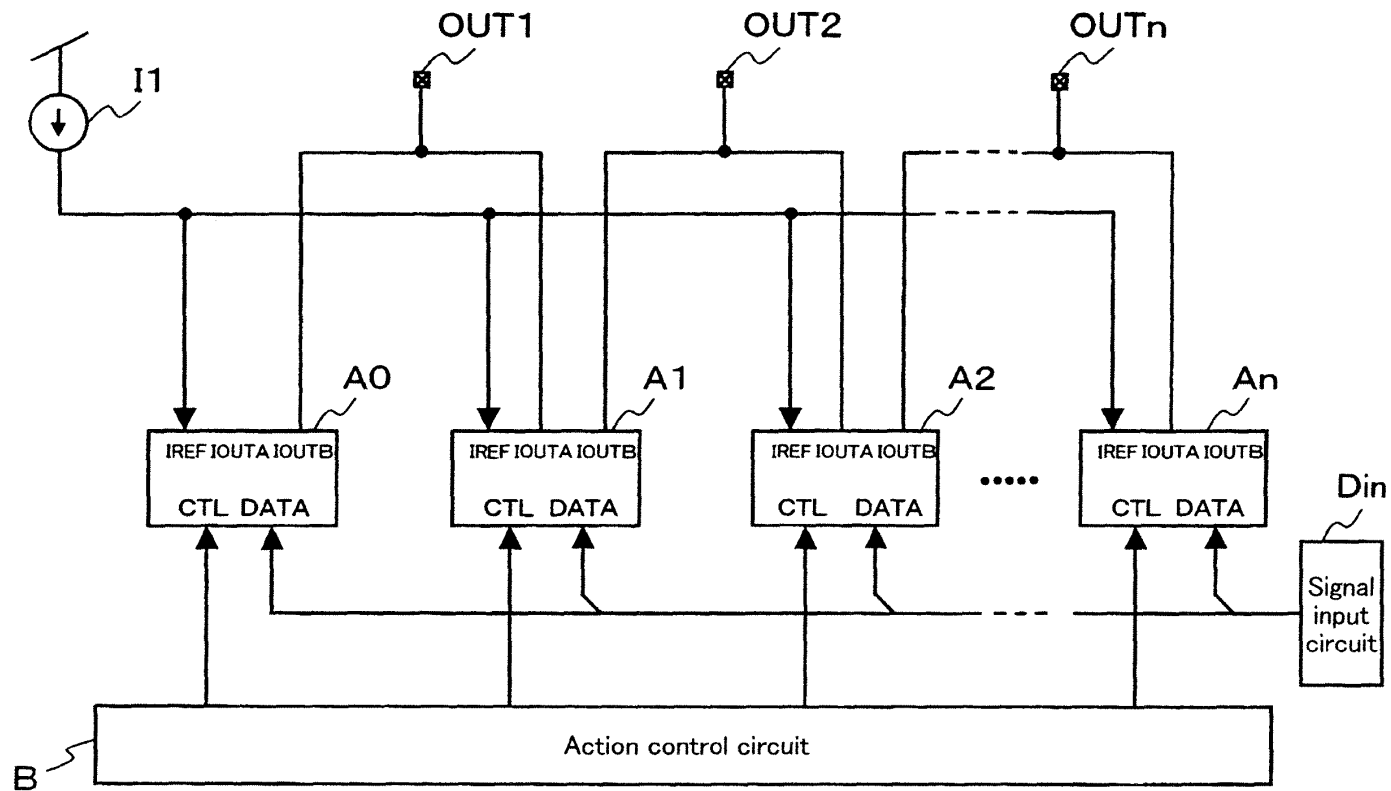 OUT1 OUT2 OUTn
I1
A0 A1 A2 An
IREF IOUTA IOUTB IREF IOUTA IOUTB IREF IOUTA IOUTB IREF IOUTA IOUTB
CTL DATA CTL DATA CTL DATA CTL DATA
Din
Signal
input
circuit
Action control circuit
B